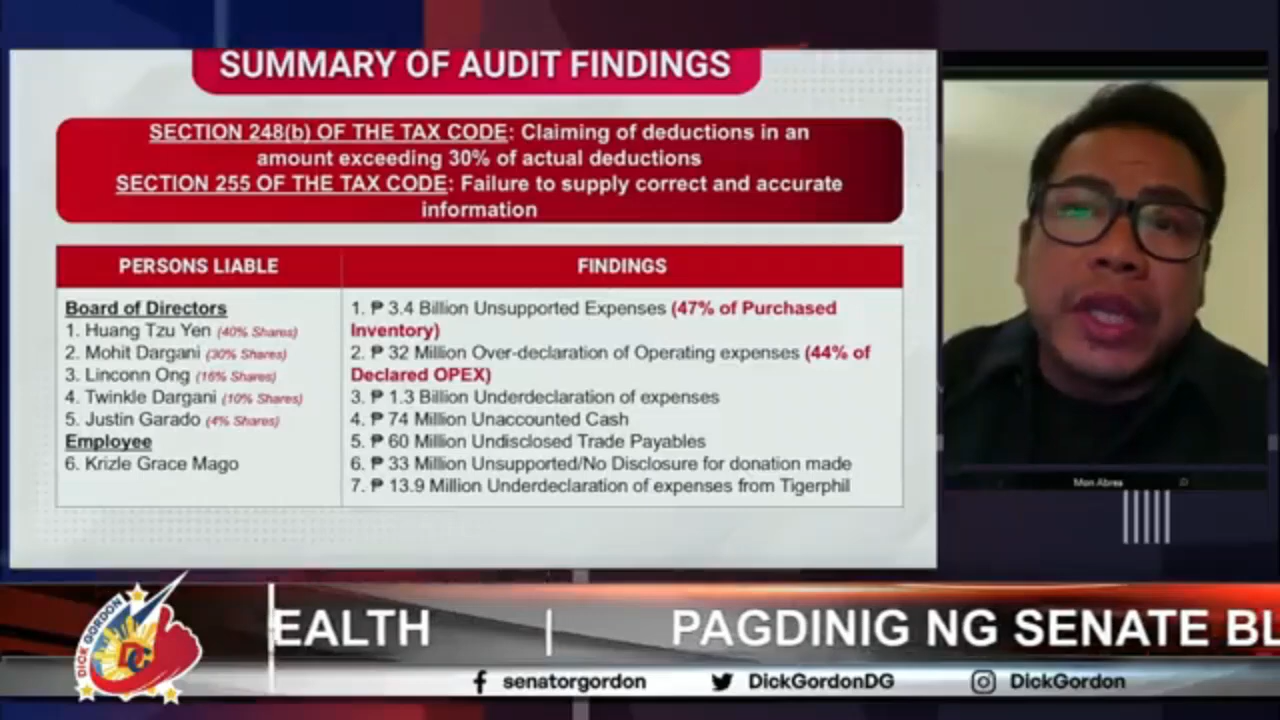 SUMMARY OF AUDIT FINDINGS
SECTION 248(b) OF THE TAX CODE: Claiming of deductions in an
amount exceeding 30% of actual deductions
SECTION 255 OF THE TAX CODE: Failure to supply correct and accurate
information
PERSONS LIABLE
Board of Directors
1. Huang Tzu Yen (40% Shares)
2. Mohit Dargani (30% Shares)
3. Linconn Ong (16% Shares)
4. Twinkle Dargani (10% Shares)
5. Justin Garado (4% Shares)
Employee
6. Krizle Grace Mago
FINDINGS
1. ₱ 3.4 Billion Unsupported Expenses (47% of Purchased
Inventory)
2. ₱ 32 Million Over-declaration of Operating expenses (44% of
Declared OPEX)
3. ₱ 1.3 Billion Underdeclaration of expenses
4. ₱ 74 Million Unaccounted Cash
5. ₱ 60 Million Undisclosed Trade Payables
6. ₱ 33 Million Unsupported/No Disclosure for donation made
7. ₱ 13.9 Million Underdeclaration of expenses from Tigerphil
Mon Abrea
DICK GORDON
DG
EALTH | PAGDINIG NG SENATE BL
senatorgordon DickGordonDG DickGordon